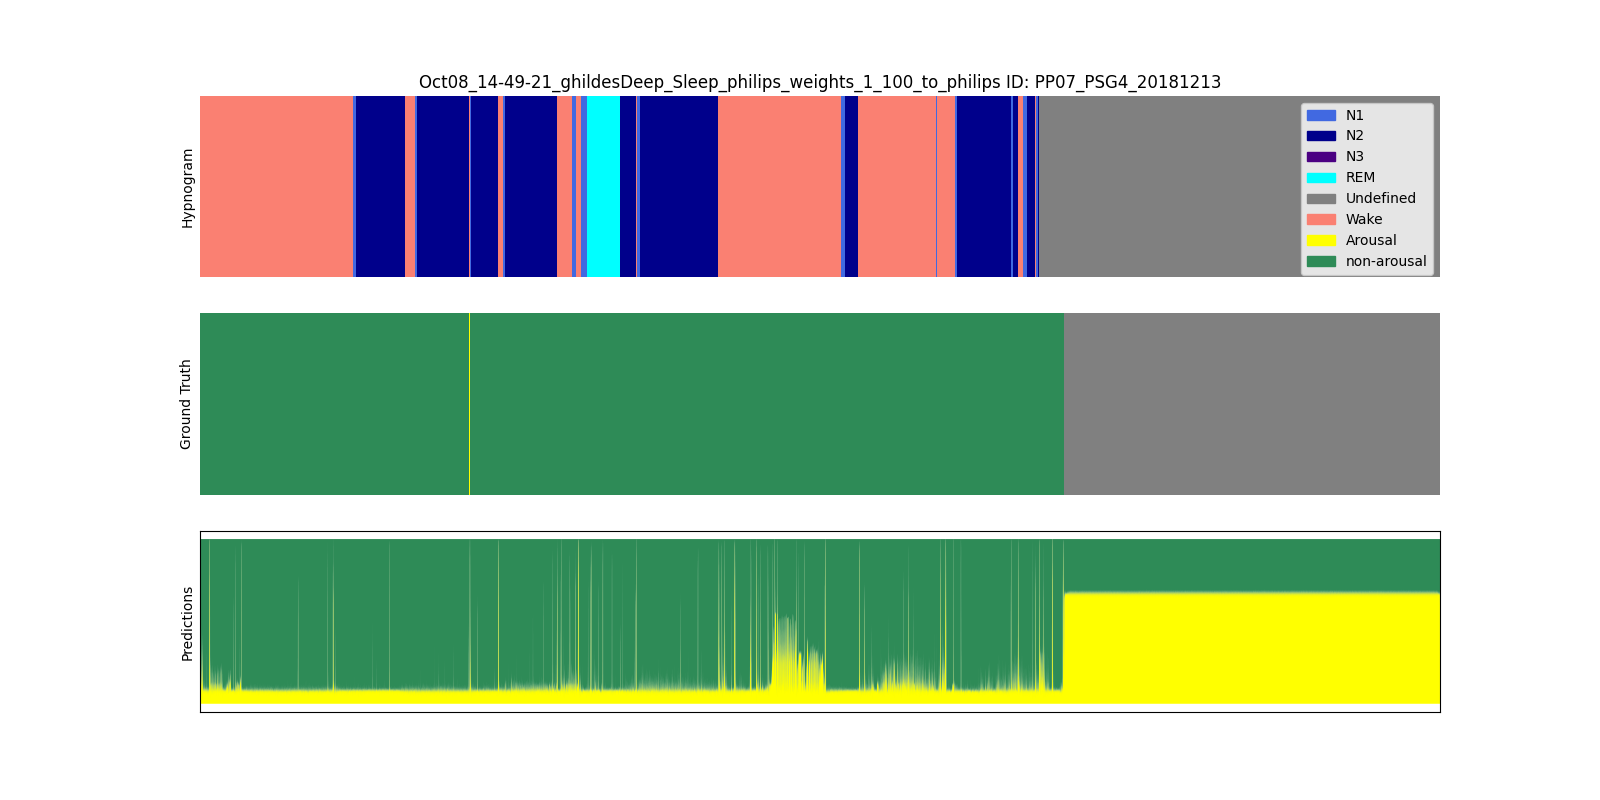 Oct08_14-49-21_ghildesDeep_Sleep_philips_weights_1_100_to_philips ID: PP07_PSG4_20181213
Hypnogram
N1
N2
N3
REM
Undefined
Wake
Arousal
non-arousal
Ground Truth
Predictions